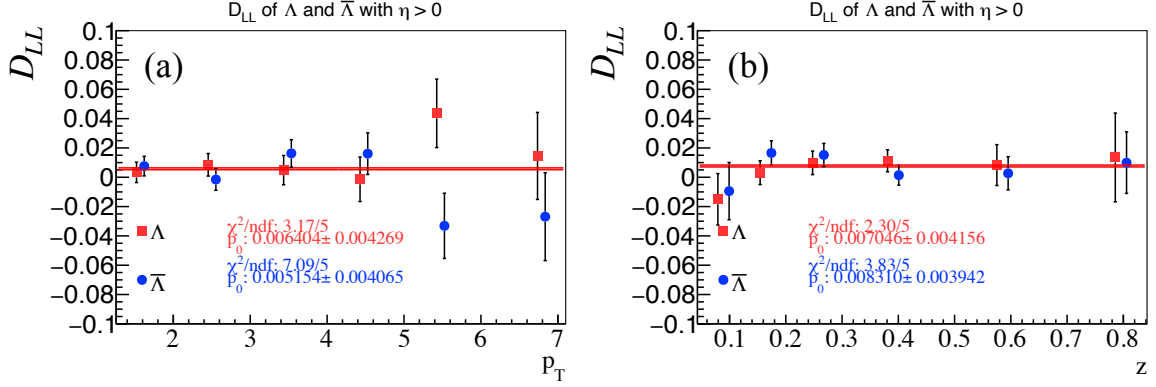 D_LL of Λ and Λ̅ with η > 0
D_LL
(a)
0.1
0.08
0.06
0.04
0.02
0
−0.02
−0.04
−0.06
−0.08
−0.1
Λ
χ²/ndf: 3.17/5
p_0: 0.006404± 0.004269
Λ̅
χ²/ndf: 7.09/5
p_0: 0.005154± 0.004065
2 3 4 5 6 7
p_T
D_LL of Λ and Λ̅ with η > 0
D_LL
(b)
0.1
0.08
0.06
0.04
0.02
0
−0.02
−0.04
−0.06
−0.08
−0.1
Λ
χ²/ndf: 2.30/5
p_0: 0.007046± 0.004156
Λ̅
χ²/ndf: 3.83/5
p_0: 0.008310± 0.003942
0.1 0.2 0.3 0.4 0.5 0.6 0.7 0.8
z